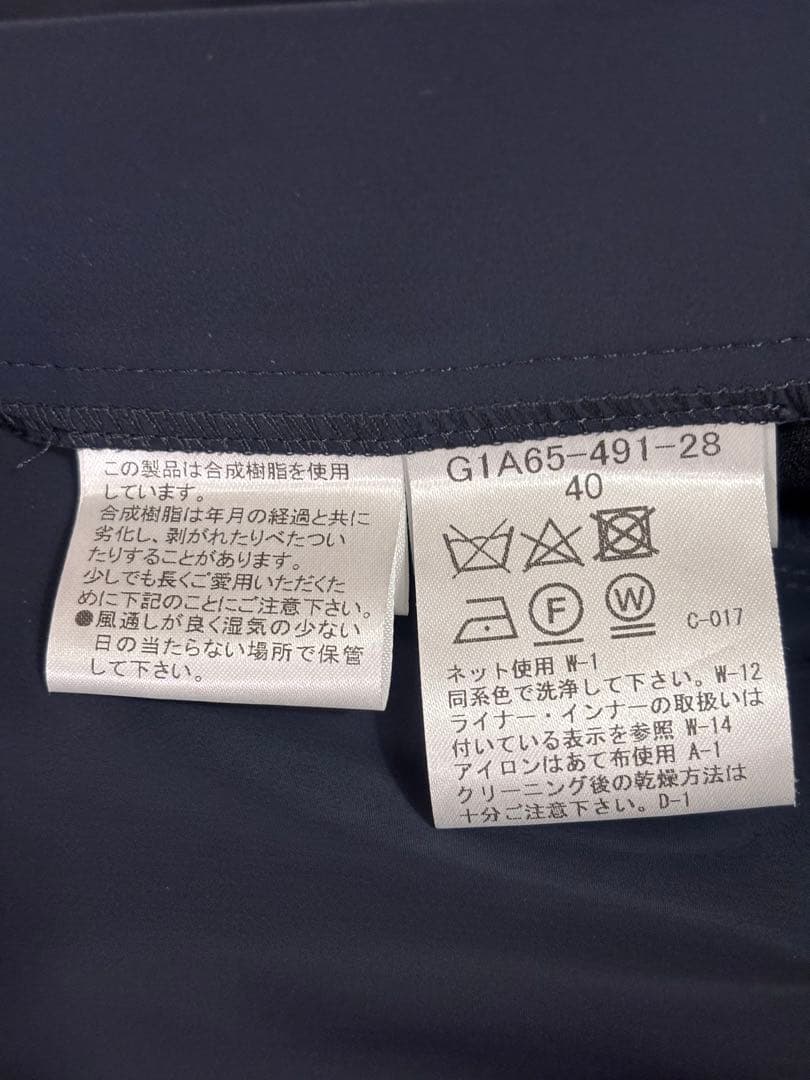 この製品は合成樹脂を使用
しています。
合成樹脂は年月の経過と共に
劣化し、剥がれたりべたつい
たりすることがあります。
少しでも長くご愛用いただくた
めに下記のことにご注意下さい。
●風通しが良く湿気の少ない
日の当たらない場所で保管
して下さい。
G1A65-491-28
40
F
W
C-017
ネット使用 W-1
同系色で洗浄して下さい。W-12
ライナー・インナーの取扱いは
付いている表示を参照 W-14
アイロンはあて布使用 A-1
クリーニング後の乾燥方法は
十分ご注意下さい。D-1